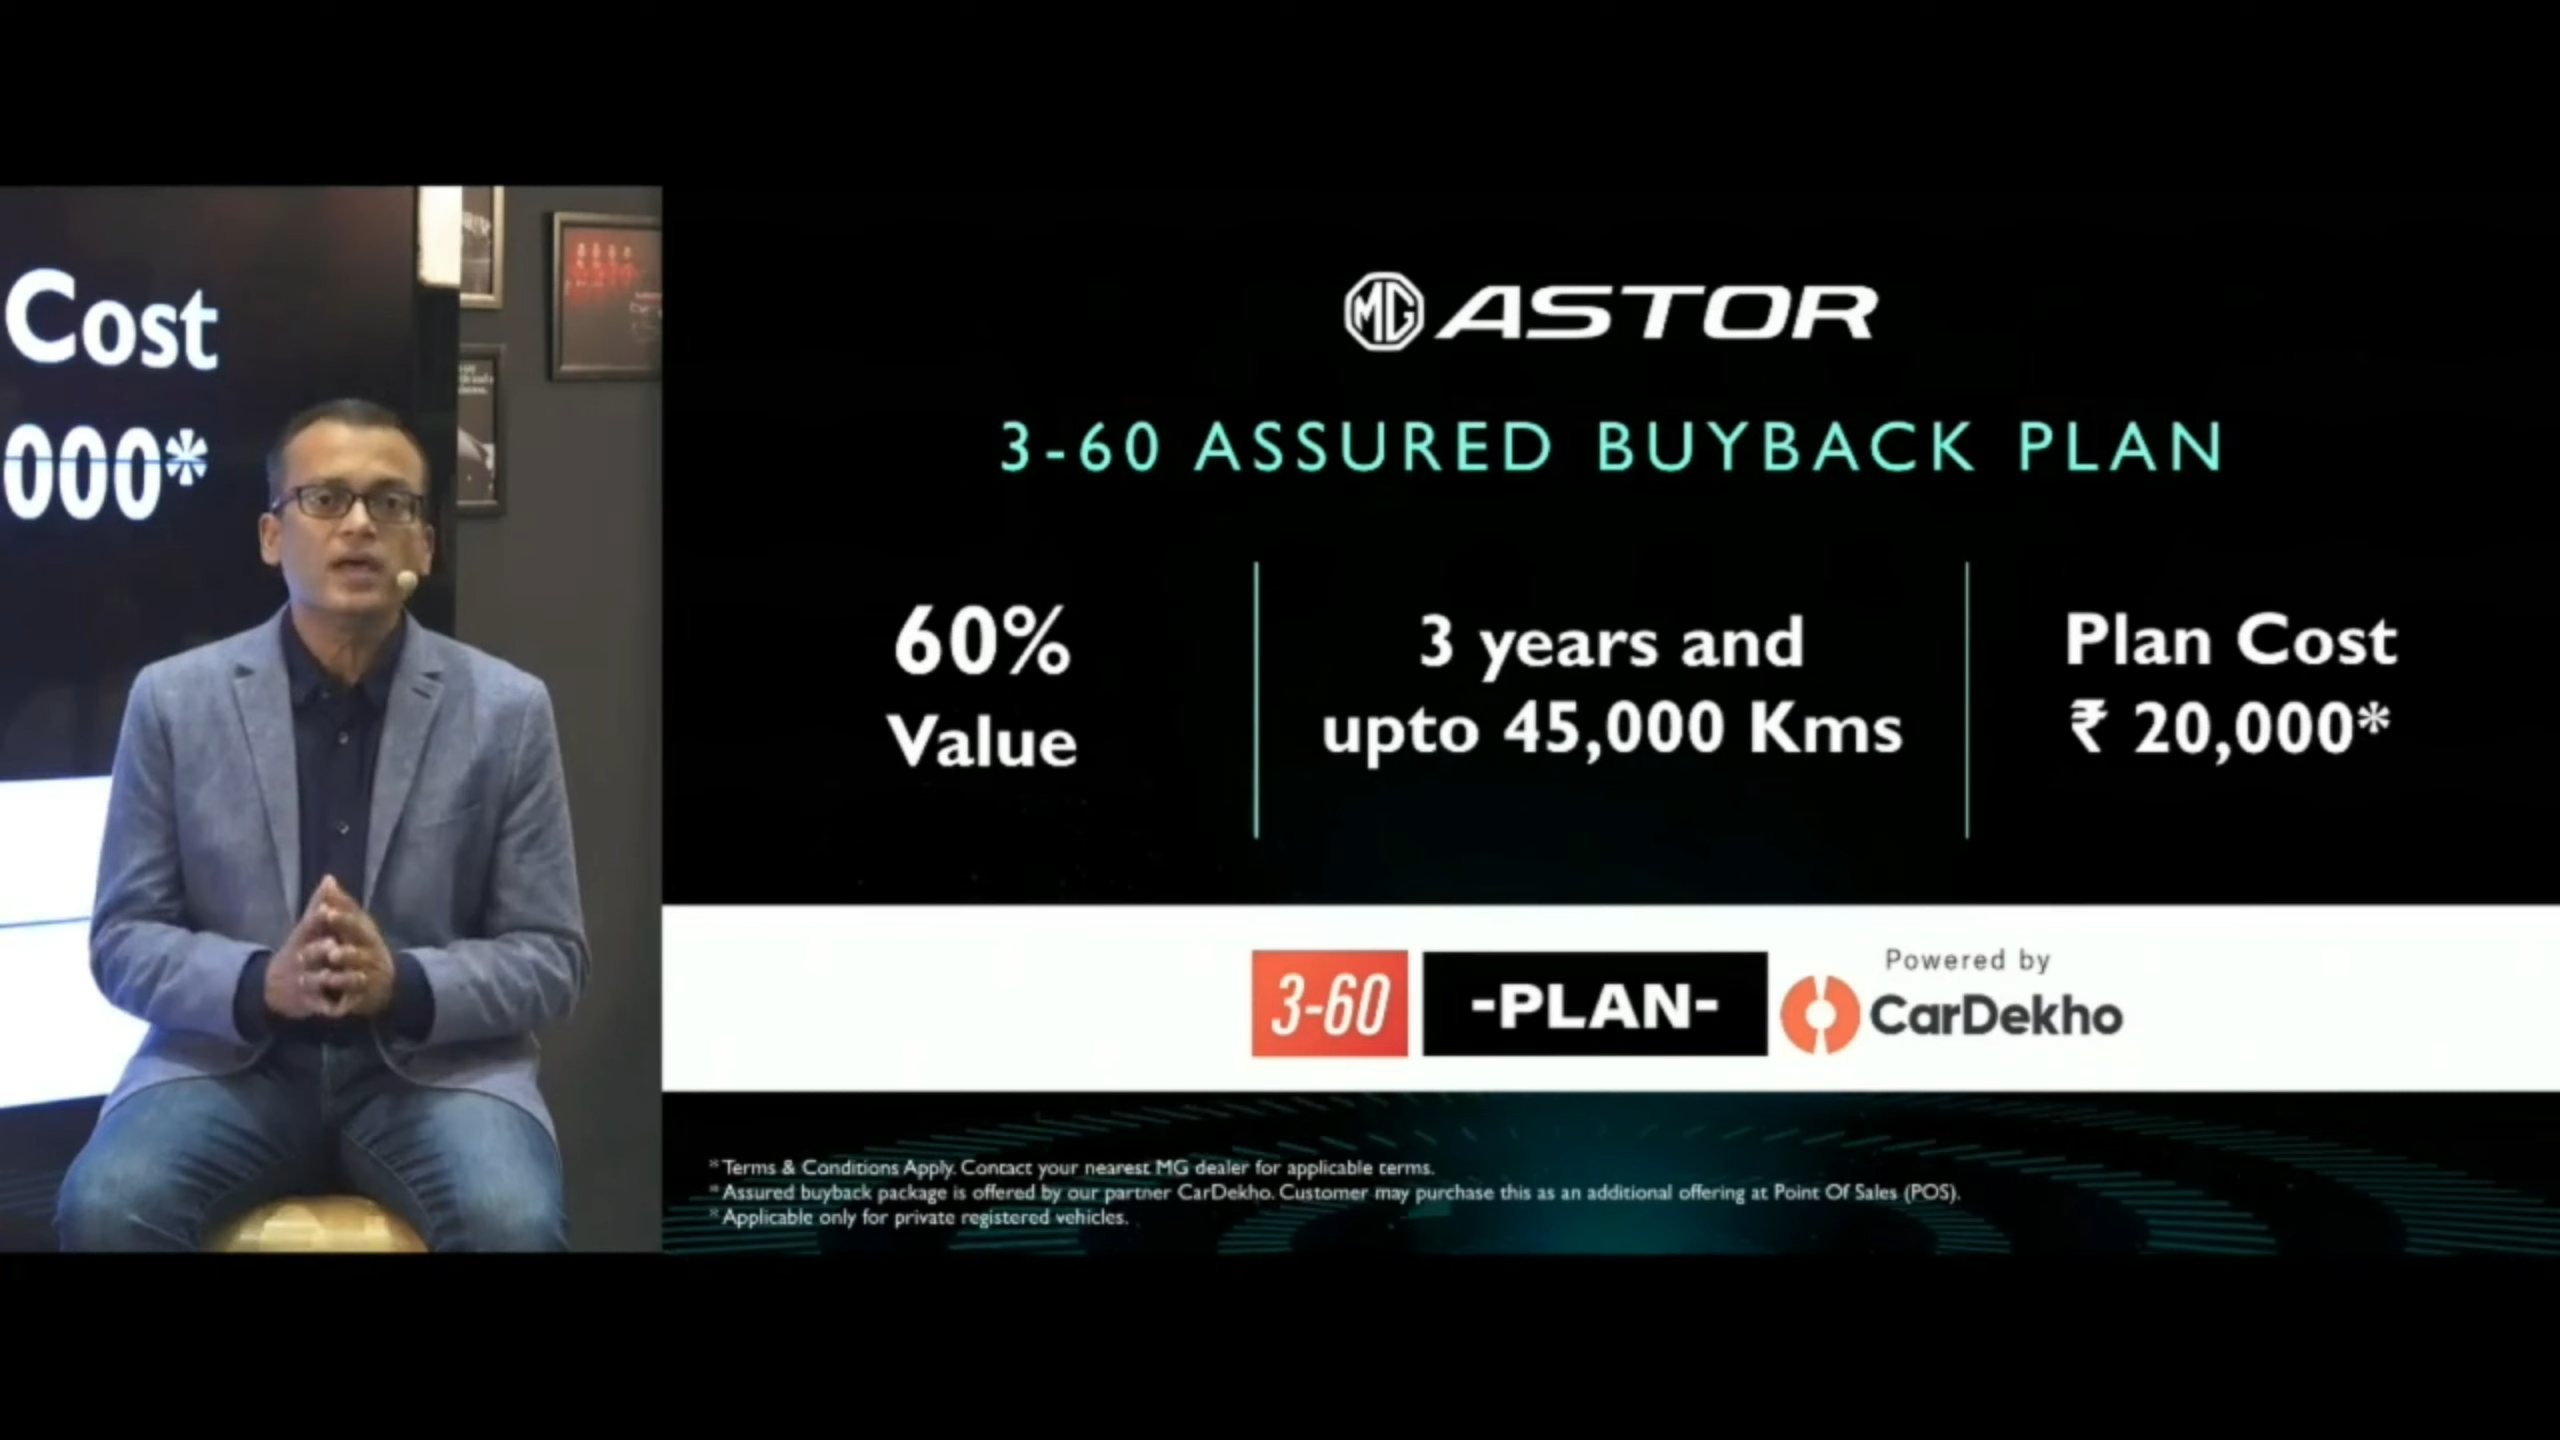 Cost
000*
MG ASTOR
3-60 ASSURED BUYBACK PLAN
60%
Value
3 years and
upto 45,000 Kms
Plan Cost
₹ 20,000*
3-60 -PLAN-
Powered by
CarDekho
* Terms & Conditions Apply. Contact your nearest MG dealer for applicable terms.
* Assured buyback package is offered by our partner CarDekho. Customer may purchase this as an additional offering at Point Of Sales (POS).
* Applicable only for private registered vehicles.